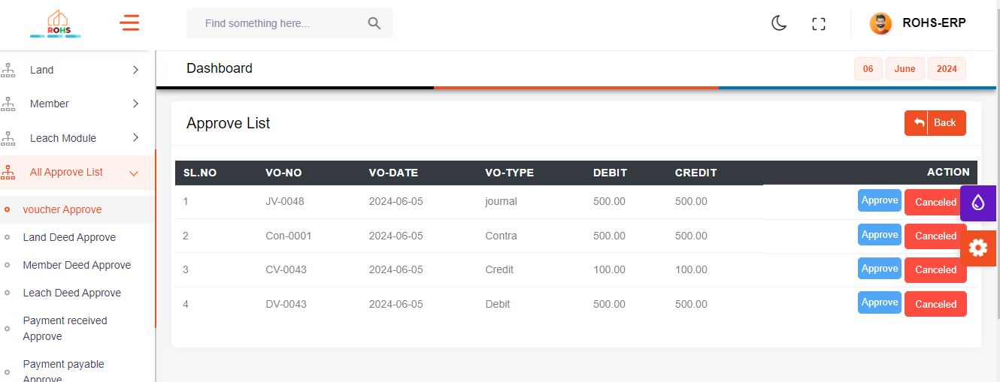 ROHS
Find something here...
ROHS-ERP
Land
Member
Leach Module
All Approve List
voucher Approve
Land Deed Approve
Member Deed Approve
Leach Deed Approve
Payment received
Approve
Payment payable
Approve
Dashboard
06 June 2024
Approve List
Back
SL.NO VO-NO VO-DATE VO-TYPE DEBIT CREDIT ACTION
1 JV-0048 2024-06-05 journal 500.00 500.00 Approve Canceled
2 Con-0001 2024-06-05 Contra 500.00 500.00 Approve Canceled
3 CV-0043 2024-06-05 Credit 100.00 100.00 Approve Canceled
4 DV-0043 2024-06-05 Debit 500.00 500.00 Approve Canceled